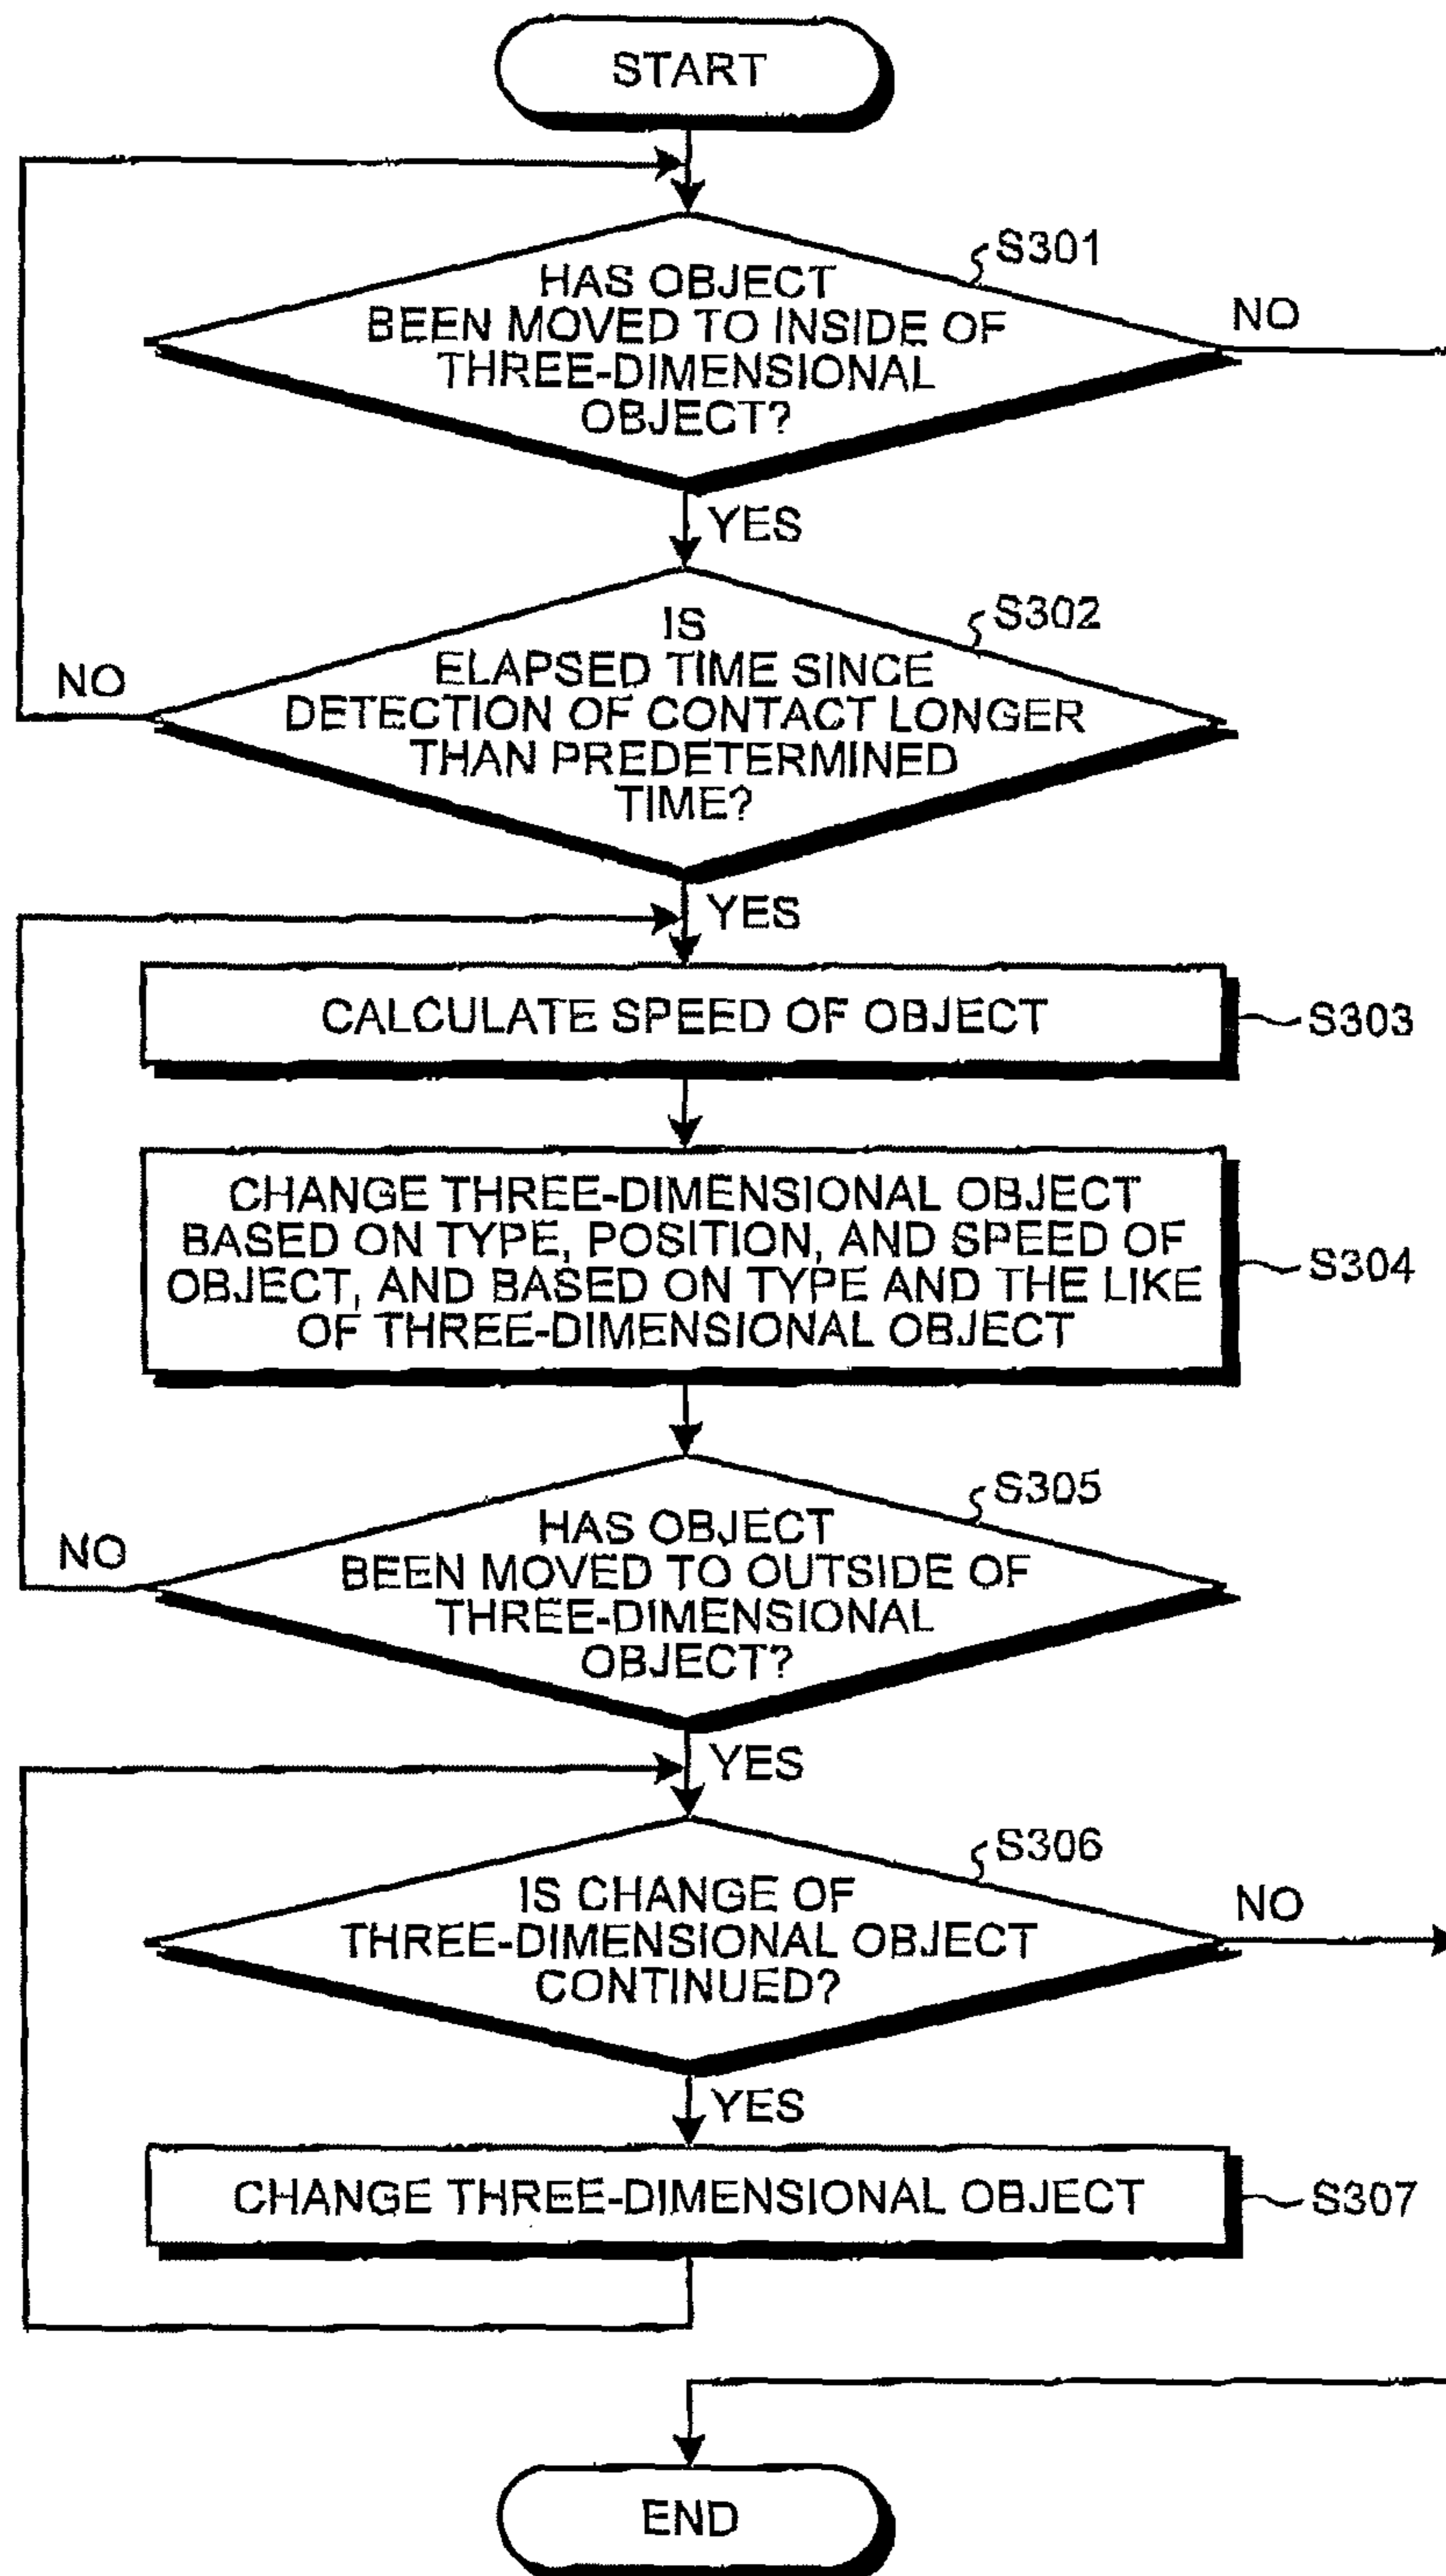 START
S301
HAS OBJECT
BEEN MOVED TO INSIDE OF
THREE-DIMENSIONAL
OBJECT?
NO
YES
S302
IS
ELAPSED TIME SINCE
DETECTION OF CONTACT LONGER
THAN PREDETERMINED
TIME?
NO
YES
CALCULATE SPEED OF OBJECT
S303
CHANGE THREE-DIMENSIONAL OBJECT
BASED ON TYPE, POSITION, AND SPEED OF
OBJECT, AND BASED ON TYPE AND THE LIKE
OF THREE-DIMENSIONAL OBJECT
S304
S305
HAS OBJECT
BEEN MOVED TO OUTSIDE OF
THREE-DIMENSIONAL
OBJECT?
NO
YES
S306
IS CHANGE OF
THREE-DIMENSIONAL OBJECT
CONTINUED?
NO
YES
CHANGE THREE-DIMENSIONAL OBJECT
S307
END